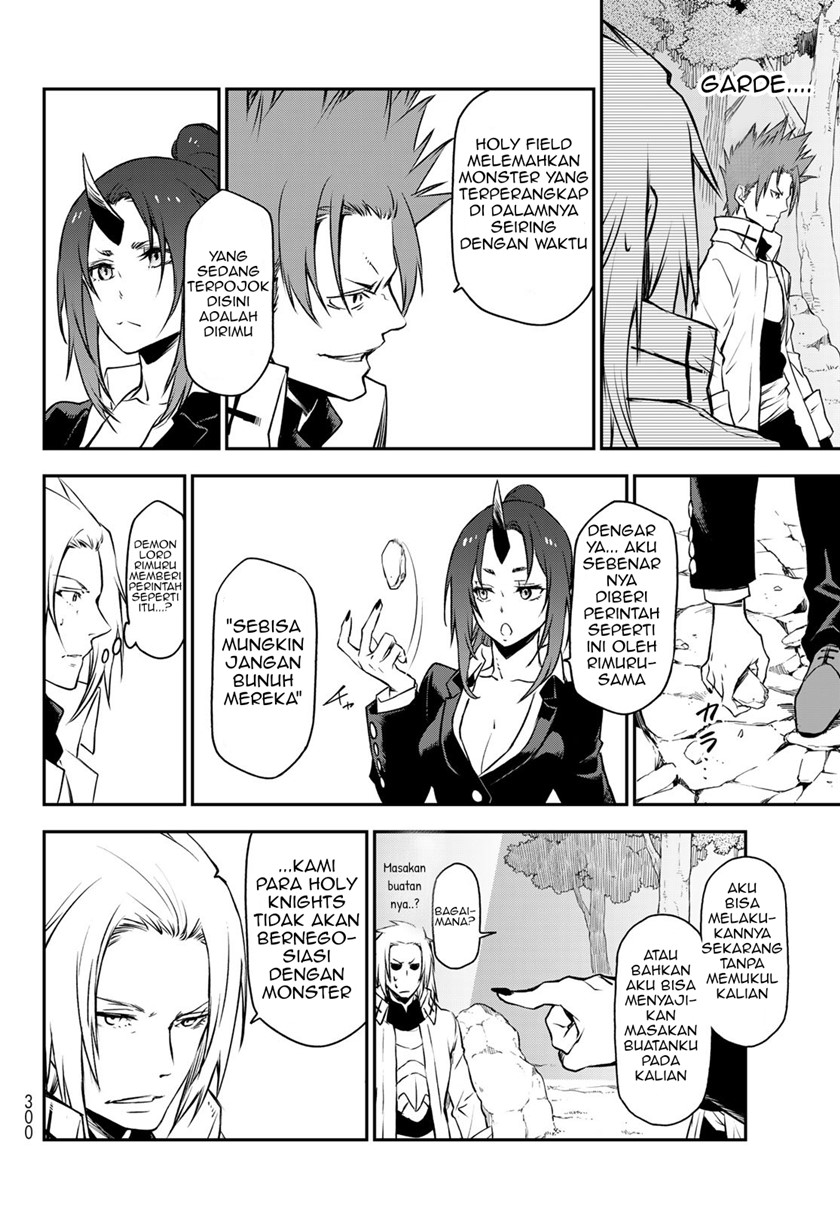 GARDE....
HOLY FIELD
MELEMAHKAN
MONSTER YANG
TERPERANGKAP
DI DALAMNYA
SEIRING
DENGAN WAKTU
YANG
SEDANG
TERPOJOK
DISINI
ADALAH
DIRIMU
DENGAR
YA... AKU
SEBENAR
NYA
DIBERI
PERINTAH
SEPERTI
INI OLEH
RIMURU-
SAMA
カラ
"SEBISA
MUNGKIN
JANGAN
BUNUH
MEREKA"
DEMON
LORD
RIMURU
MEMBERI
PERINTAH
SEPERTI
ITU...?
AKU
BISA
MELAKU-
KANNYA
SEKARANG
TANPA
MEMUKUL
KALIAN
ATAU
BAHKAN
AKU BISA
MENYAJI-
KAN
MASAKAN
BUATANKU
PADA
KALIAN
BAGAI-
MANA?
Masakan
buatan
nya..?
...KAMI
PARA HOLY
KNIGHTS
TIDAK AKAN
BERNEGO-
SIASI
DENGAN
MONSTER
300